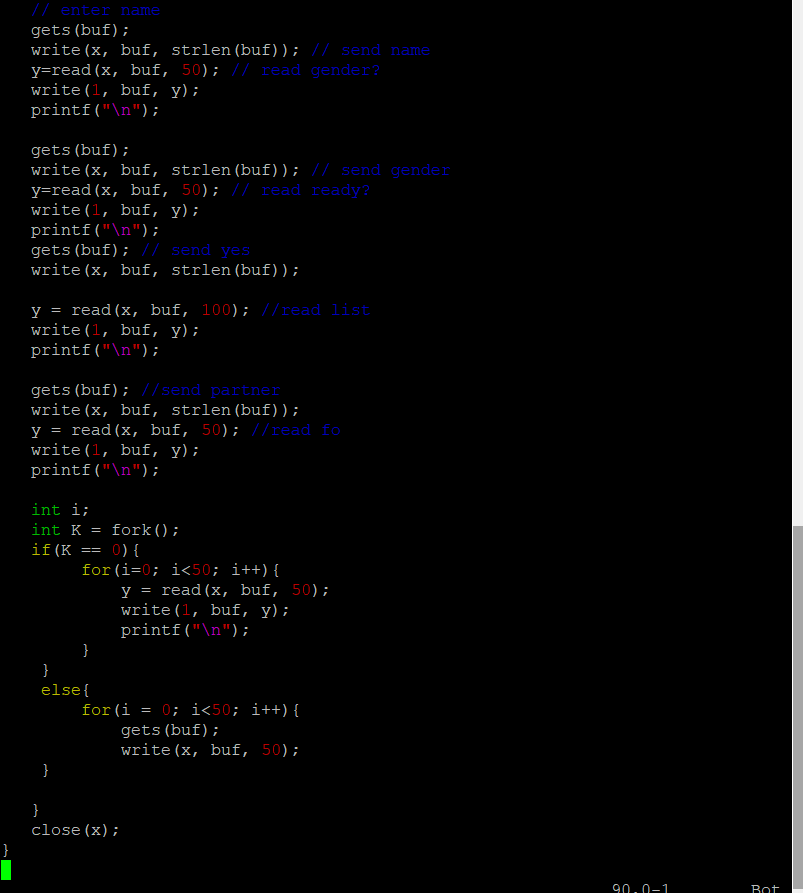 // enter name
gets(buf);
write(x, buf, strlen(buf)); // send name
y=read(x, buf, 50); // read gender?
write(1, buf, y);
printf("\n");
gets(buf);
write(x, buf, strlen(buf)); // send gender
y=read(x, buf, 50); // read ready?
write(1, buf, y);
printf("\n");
gets(buf); // send yes
write(x, buf, strlen(buf));
y = read(x, buf, 100); //read list
write(1, buf, y);
printf("\n");
gets(buf); //send partner
write(x, buf, strlen(buf));
y = read(x, buf, 50); //read fo
write(1, buf, y);
printf("\n");
int i;
int K = fork();
if(K == 0){
for(i=0; i<50; i++){
y = read(x, buf, 50);
write(1, buf, y);
printf("\n");
}
}
else{
for(i = 0; i<50; i++){
gets(buf);
write(x, buf, 50);
}
}
close(x);
}
90,0-1 Bot